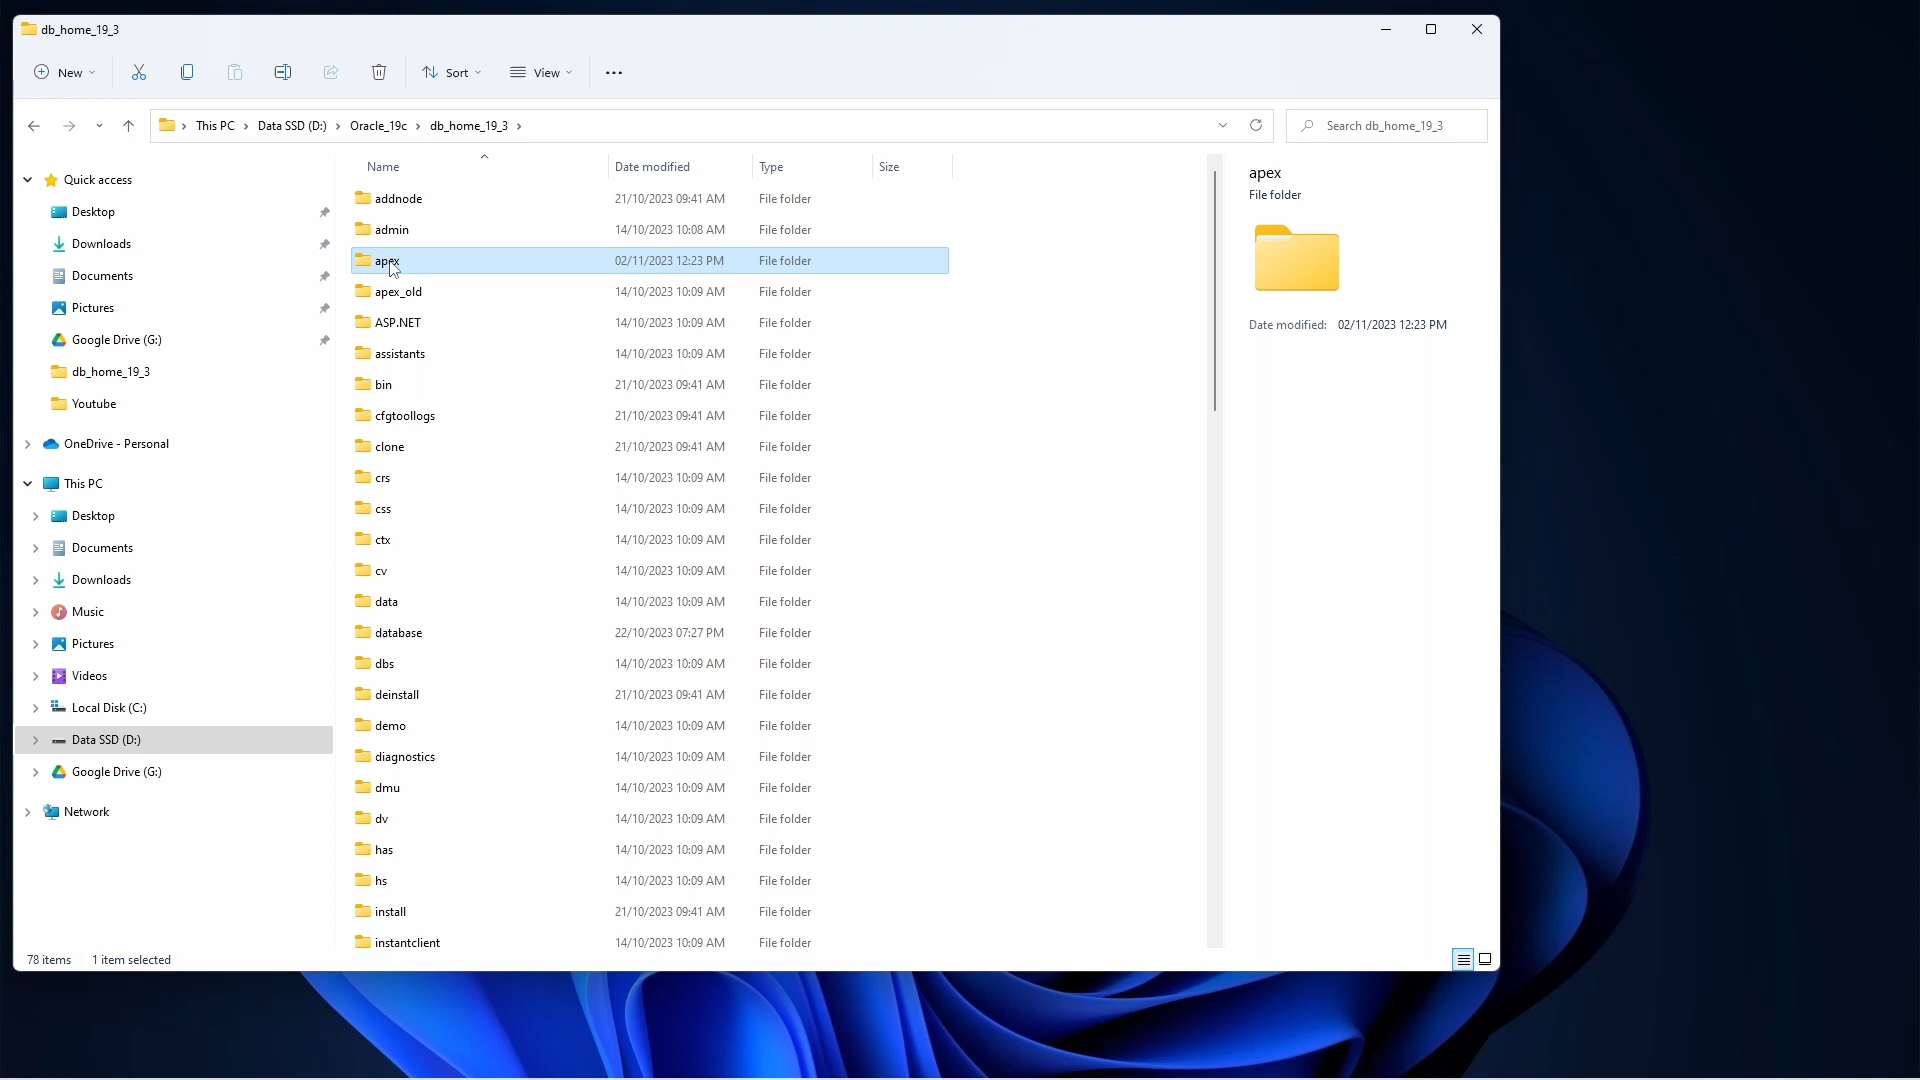 db_home_19_3
New
Sort
View
This PC > Data SSD (D:) > Oracle_19c > db_home_19_3 >
Search db_home_19_3
Quick access
Desktop
Downloads
Documents
Pictures
Google Drive (G:)
db_home_19_3
Youtube
OneDrive - Personal
This PC
Desktop
Documents
Downloads
Music
Pictures
Videos
Local Disk (C:)
Data SSD (D:)
Google Drive (G:)
Network
Name Date modified Type Size
addnode 21/10/2023 09:41 AM File folder
admin 14/10/2023 10:08 AM File folder
apex 02/11/2023 12:23 PM File folder
apex_old 14/10/2023 10:09 AM File folder
ASP.NET 14/10/2023 10:09 AM File folder
assistants 14/10/2023 10:09 AM File folder
bin 21/10/2023 09:41 AM File folder
cfgtoollogs 21/10/2023 09:41 AM File folder
clone 21/10/2023 09:41 AM File folder
crs 14/10/2023 10:09 AM File folder
css 14/10/2023 10:09 AM File folder
ctx 14/10/2023 10:09 AM File folder
cv 14/10/2023 10:09 AM File folder
data 14/10/2023 10:09 AM File folder
database 22/10/2023 07:27 PM File folder
dbs 14/10/2023 10:09 AM File folder
deinstall 21/10/2023 09:41 AM File folder
demo 14/10/2023 10:09 AM File folder
diagnostics 14/10/2023 10:09 AM File folder
dmu 14/10/2023 10:09 AM File folder
dv 14/10/2023 10:09 AM File folder
has 14/10/2023 10:09 AM File folder
hs 14/10/2023 10:09 AM File folder
install 21/10/2023 09:41 AM File folder
instantclient 14/10/2023 10:09 AM File folder
apex
File folder
Date modified: 02/11/2023 12:23 PM
78 items 1 item selected